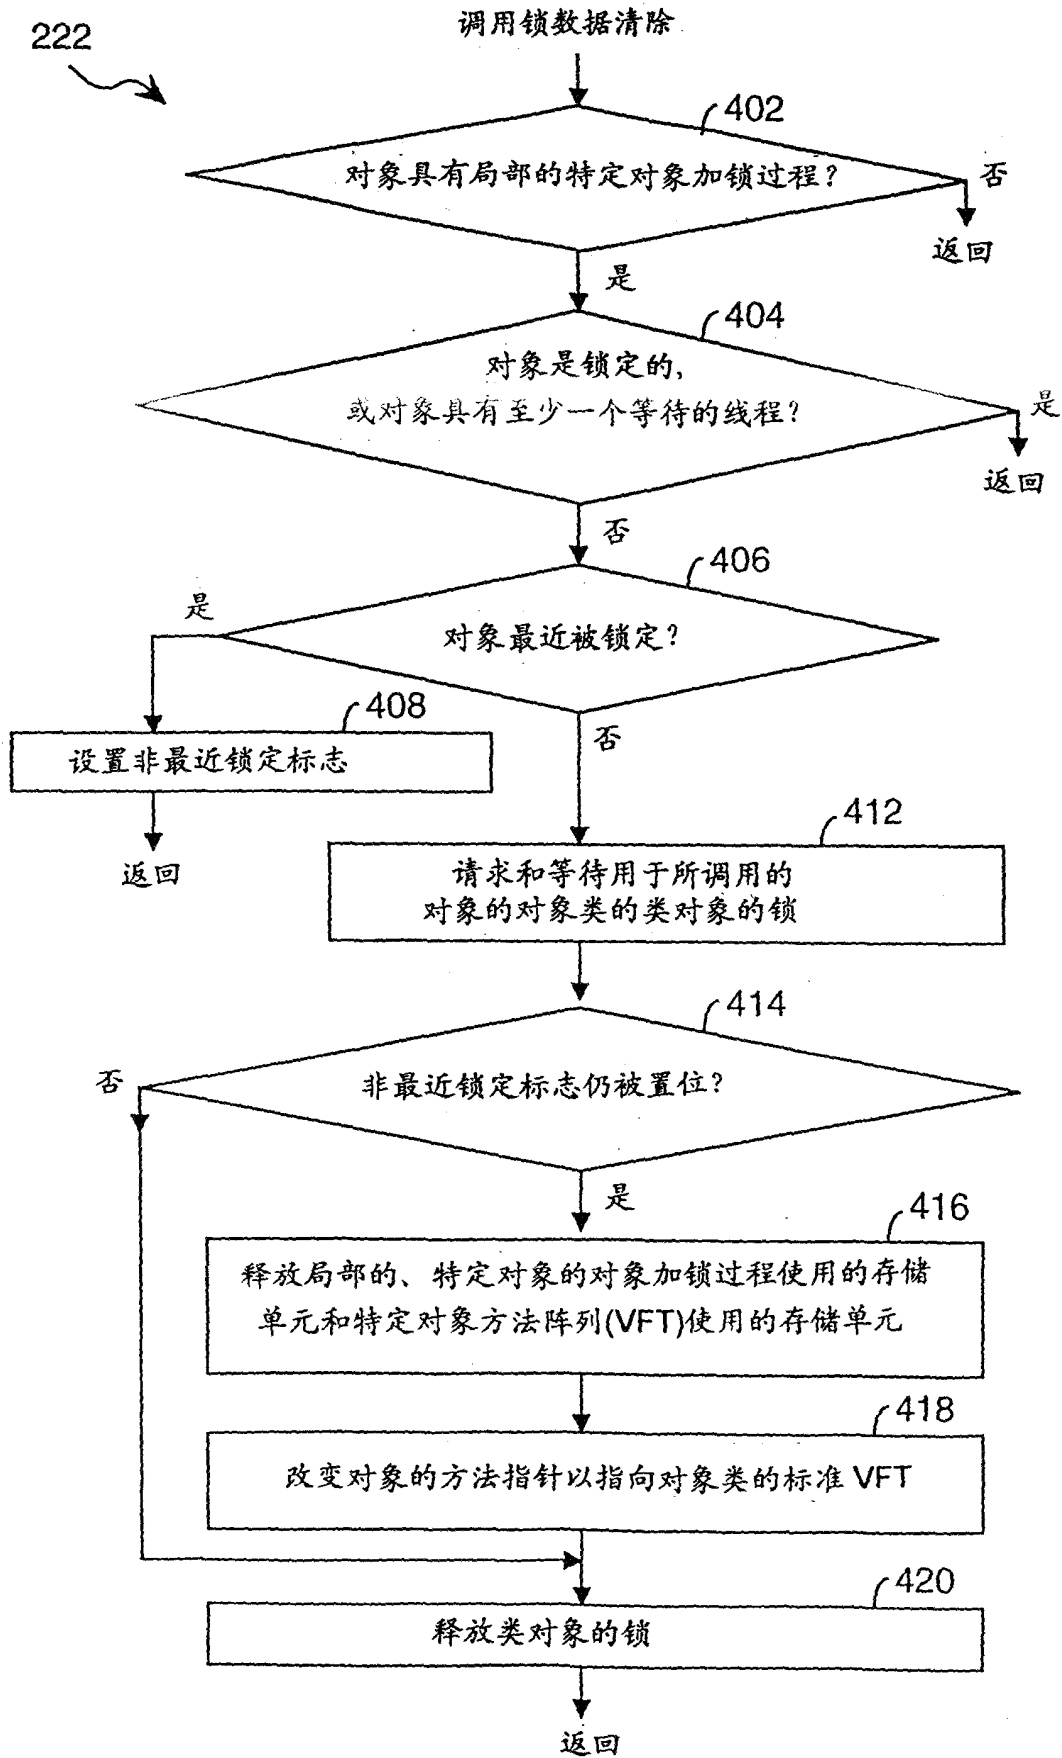 222
调用锁数据清除
402
对象具有局部的特定对象加锁过程？
否
返回
是
404
对象是锁定的，
或对象具有至少一个等待的线程？
是
返回
否
406
是
对象最近被锁定？
408
否
设置非最近锁定标志
返回
412
请求和等待用于所调用的
对象的对象类的类对象的锁
414
否
非最近锁定标志仍被置位？
是
416
释放局部的、特定对象的对象加锁过程使用的存储
单元和特定对象方法阵列(VFT)使用的存储单元
418
改变对象的方法指针以指向对象类的标准 VFT
420
释放类对象的锁
返回